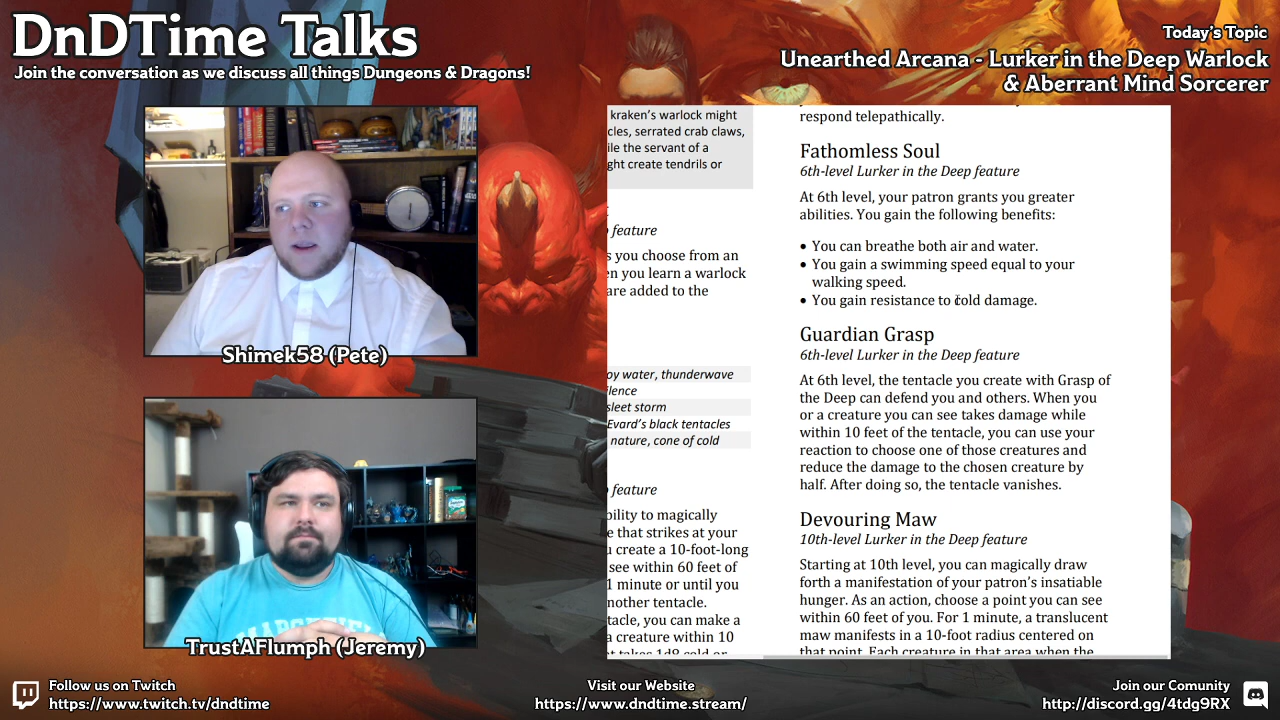 DnDTime Talks
Join the conversation as we discuss all things Dungeons & Dragons!
Today's Topic
Unearthed Arcana - Lurker in the Deep Warlock
& Aberrant Mind Sorcerer
Shimek58 (Pete)
TrustAFlumph (Jeremy)
kraken's warlock might
cles, serrated crab claws,
ile the servant of a
ght create tendrils or
feature
s you choose from an
en you learn a warlock
are added to the
oy water, thunderwave
ilence
sleet storm
Evard's black tentacles
nature, cone of cold
feature
bility to magically
e that strikes at your
u create a 10-foot-long
see within 60 feet of
1 minute or until you
nother tentacle.
tacle, you can make a
a creature within 10
t takes 1d8 cold or
respond telepathically.
Fathomless Soul
6th-level Lurker in the Deep feature
At 6th level, your patron grants you greater
abilities. You gain the following benefits:
• You can breathe both air and water.
• You gain a swimming speed equal to your
walking speed.
• You gain resistance to cold damage.
Guardian Grasp
6th-level Lurker in the Deep feature
At 6th level, the tentacle you create with Grasp of
the Deep can defend you and others. When you
or a creature you can see takes damage while
within 10 feet of the tentacle, you can use your
reaction to choose one of those creatures and
reduce the damage to the chosen creature by
half. After doing so, the tentacle vanishes.
Devouring Maw
10th-level Lurker in the Deep feature
Starting at 10th level, you can magically draw
forth a manifestation of your patron's insatiable
hunger. As an action, choose a point you can see
within 60 feet of you. For 1 minute, a translucent
maw manifests in a 10-foot radius centered on
that point. Each creature in that area when the
Follow us on Twitch
https://www.twitch.tv/dndtime
Visit our Website
https://www.dndtime.stream/
Join our Comunity
http://discord.gg/4tdg9RX